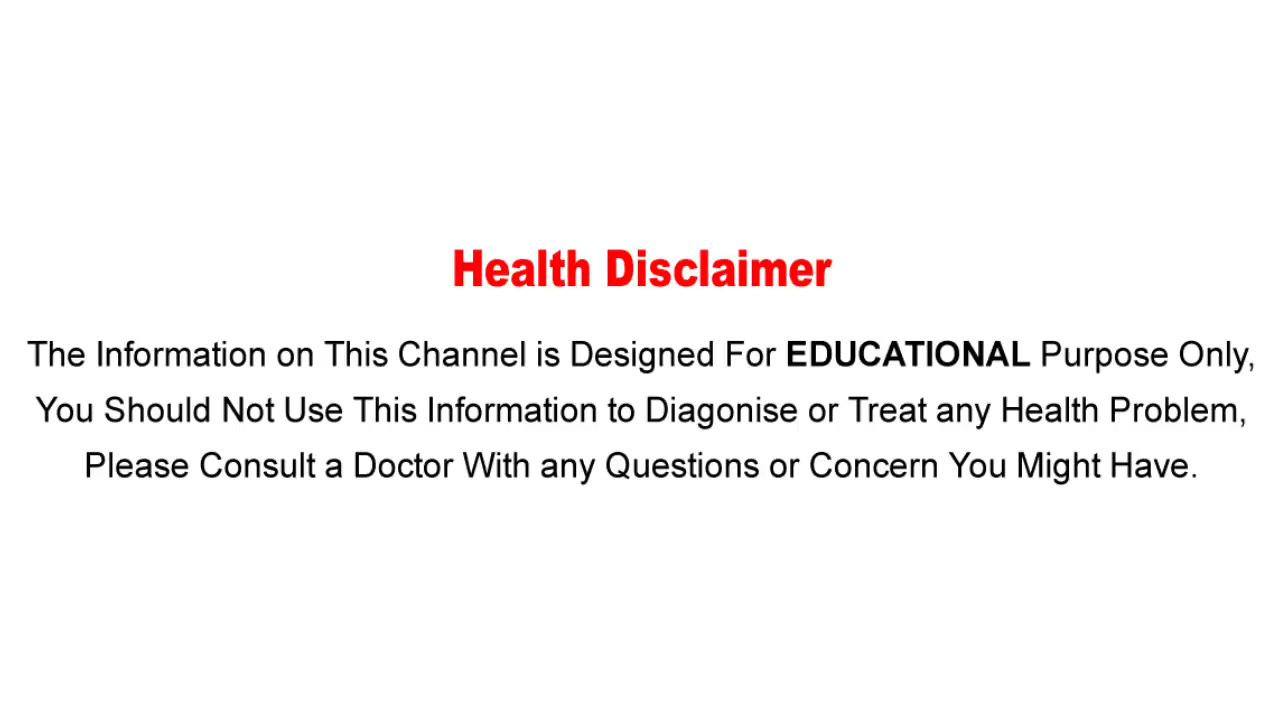 Health Disclaimer
The Information on This Channel is Designed For EDUCATIONAL Purpose Only,
You Should Not Use This Information to Diagonise or Treat any Health Problem,
Please Consult a Doctor With any Questions or Concern You Might Have.